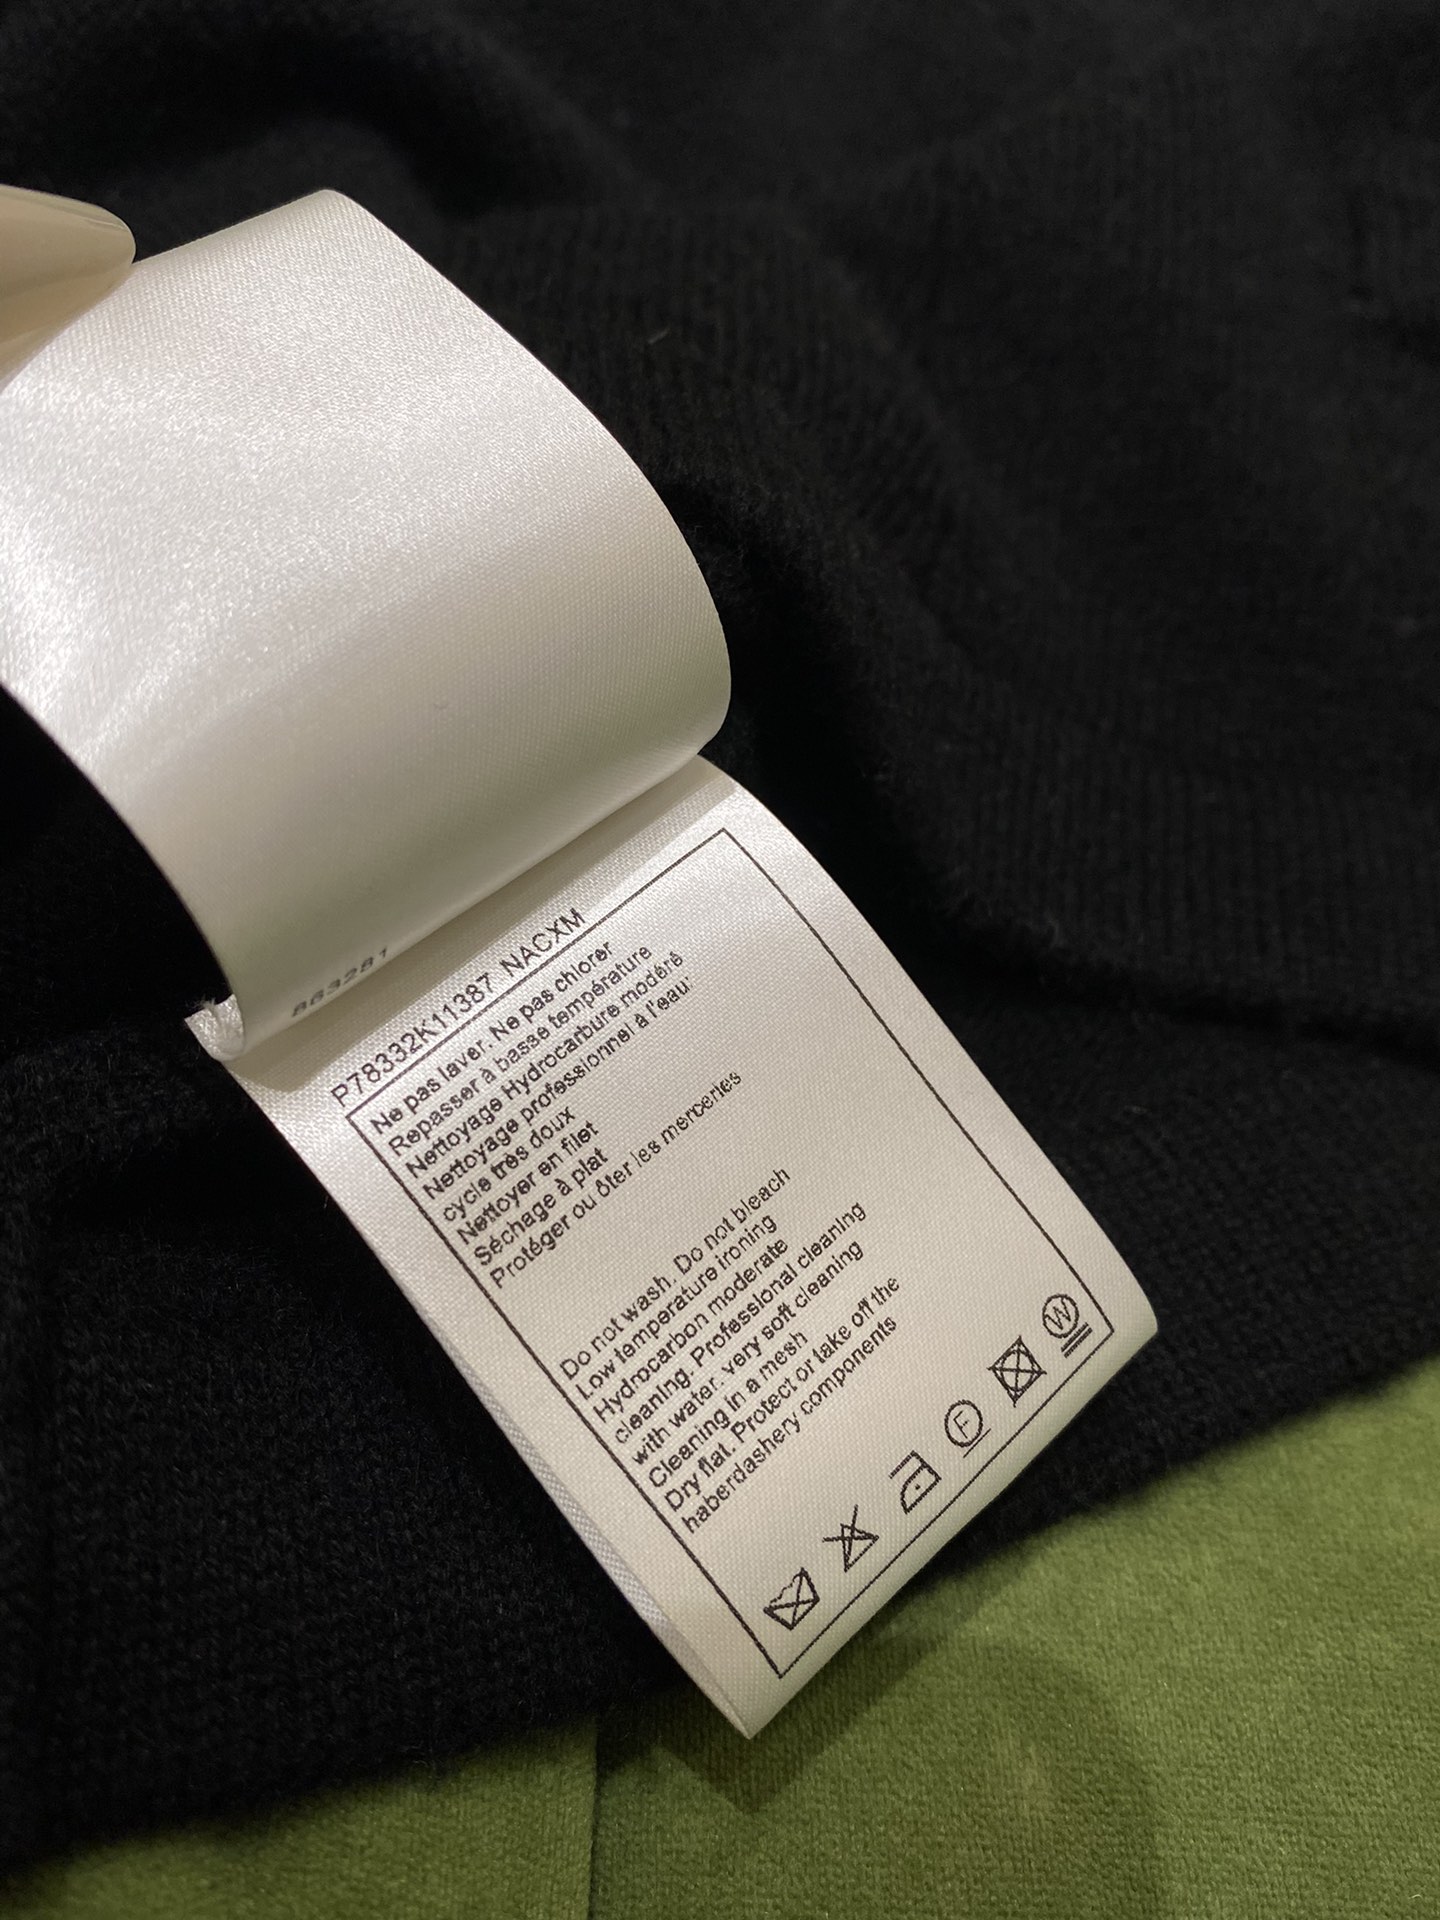 863281
P78332K11387 NACXM
Ne pas laver. Ne pas chlorer
Repasser à basse température
Nettoyage Hydrocarbure modéré
Nettoyage professionnel à l'eau:
cycle très doux
Nettoyer en filet
Séchage à plat
Protéger ou ôter les merceries
Do not wash. Do not bleach
Low temperature ironing
Hydrocarbon moderate
cleaning. Professional cleaning
with water. very soft cleaning
Cleaning in a mesh
Dry flat. Protect or take off the
haberdashery components
F
W